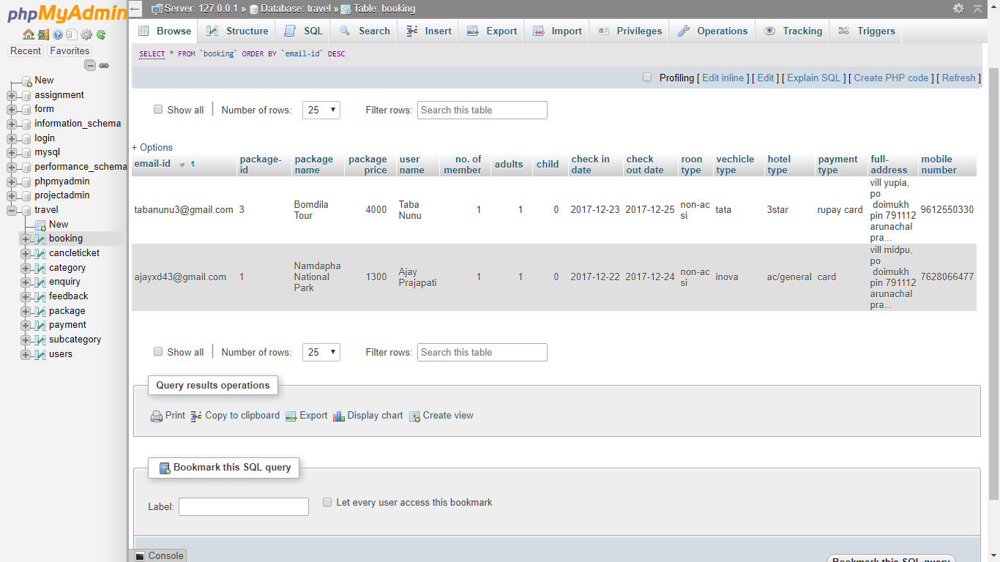 phpMyAdmin
Recent Favorites
New
assignment
form
information_schema
login
mysql
performance_schema
phpmyadmin
projectadmin
travel
New
booking
cancleticket
category
enquiry
feedback
package
payment
subcategory
users
Server: 127.0.0.1 » Database: travel » Table: booking
Browse Structure SQL Search Insert Export Import Privileges Operations Tracking Triggers
SELECT * FROM `booking` ORDER BY `email-id` DESC
Profiling [ Edit inline ] [ Edit ] [ Explain SQL ] [ Create PHP code ] [ Refresh ]
Show all Number of rows: 25 Filter rows: Search this table
+ Options
email-id 1 package-id package name package price user name no. of member adults child check in date check out date roon type vechicle type hotel type payment type full-address mobile number
tabanunu3@gmail.com 3 Bomdila Tour 4000 Taba Nunu 1 1 0 2017-12-23 2017-12-25 non-acsi tata 3star rupay card vill yupia, po doimukh pin 791112 arunachal pra... 9612550330
ajayxd43@gmail.com 1 Namdapha National Park 1300 Ajay Prajapati 1 1 0 2017-12-22 2017-12-24 non-acsi inova ac/general card vill midpu, po doimukh pin 791112 arunachal pra... 7628066477
Show all Number of rows: 25 Filter rows: Search this table
Query results operations
Print Copy to clipboard Export Display chart Create view
Bookmark this SQL query
Label: Let every user access this bookmark
Console
Bookmark this SQL query